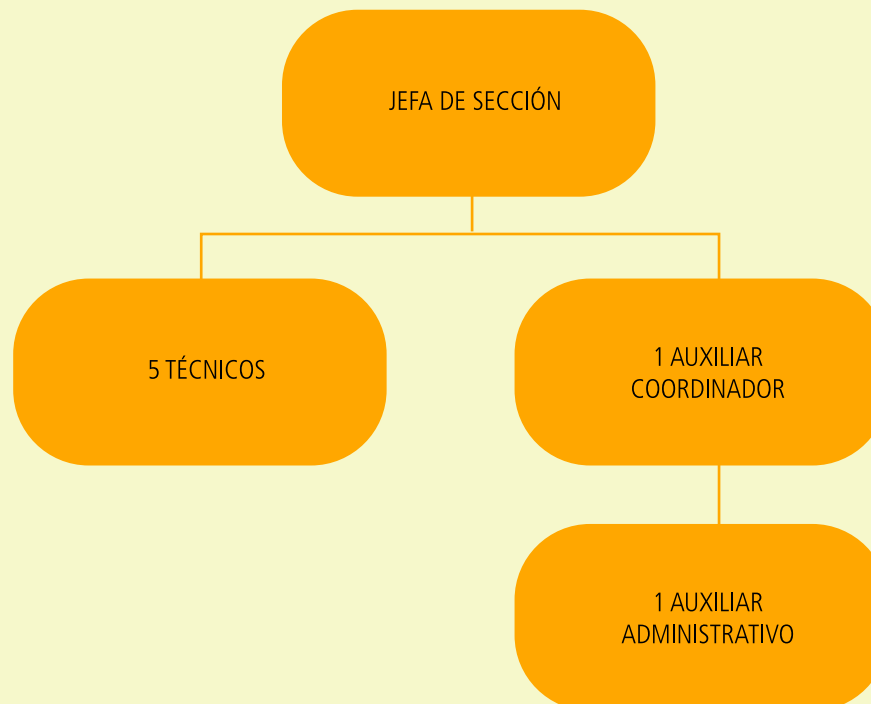 JEFA DE SECCIÓN
5 TÉCNICOS
1 AUXILIAR
COORDINADOR
1 AUXILIAR
ADMINISTRATIVO